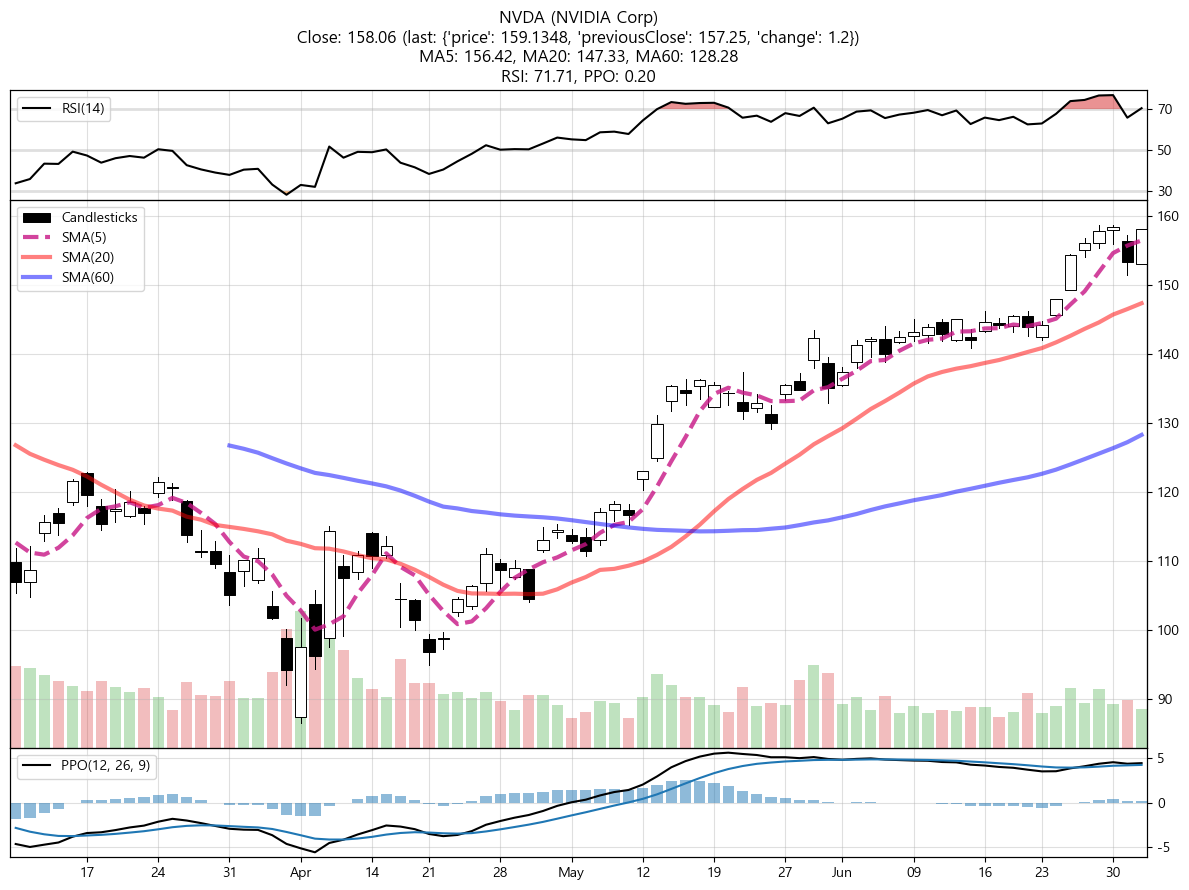 NVDA (NVIDIA Corp)
Close: 158.06 (last: {'price': 159.1348, 'previousClose': 157.25, 'change': 1.2})
MA5: 156.42, MA20: 147.33, MA60: 128.28
RSI: 71.71, PPO: 0.20
RSI(14)
70
50
30
Candlesticks
SMA(5)
SMA(20)
SMA(60)
160
150
140
130
120
110
100
90
PPO(12, 26, 9)
5
0
-5
17 24 31 Apr 14 21 28 May 12 19 27 Jun 09 16 23 30